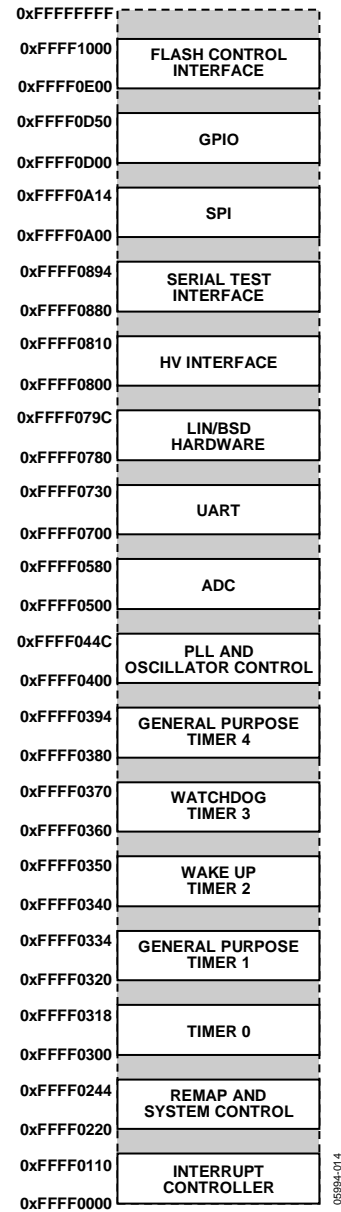 0xFFFFFFFF
0xFFFF1000
FLASH CONTROL
INTERFACE
0xFFFF0E00
0xFFFF0D50
GPIO
0xFFFF0D00
0xFFFF0A14
SPI
0xFFFF0A00
0xFFFF0894
SERIAL TEST
INTERFACE
0xFFFF0880
0xFFFF0810
HV INTERFACE
0xFFFF0800
0xFFFF079C
LIN/BSD
HARDWARE
0xFFFF0780
0xFFFF0730
UART
0xFFFF0700
0xFFFF0580
ADC
0xFFFF0500
0xFFFF044C
PLL AND
OSCILLATOR CONTROL
0xFFFF0400
0xFFFF0394
GENERAL PURPOSE
TIMER 4
0xFFFF0380
0xFFFF0370
WATCHDOG
TIMER 3
0xFFFF0360
0xFFFF0350
WAKE UP
TIMER 2
0xFFFF0340
0xFFFF0334
GENERAL PURPOSE
TIMER 1
0xFFFF0320
0xFFFF0318
TIMER 0
0xFFFF0300
0xFFFF0244
REMAP AND
SYSTEM CONTROL
0xFFFF0220
0xFFFF0110
INTERRUPT
CONTROLLER
0xFFFF0000
05994-014